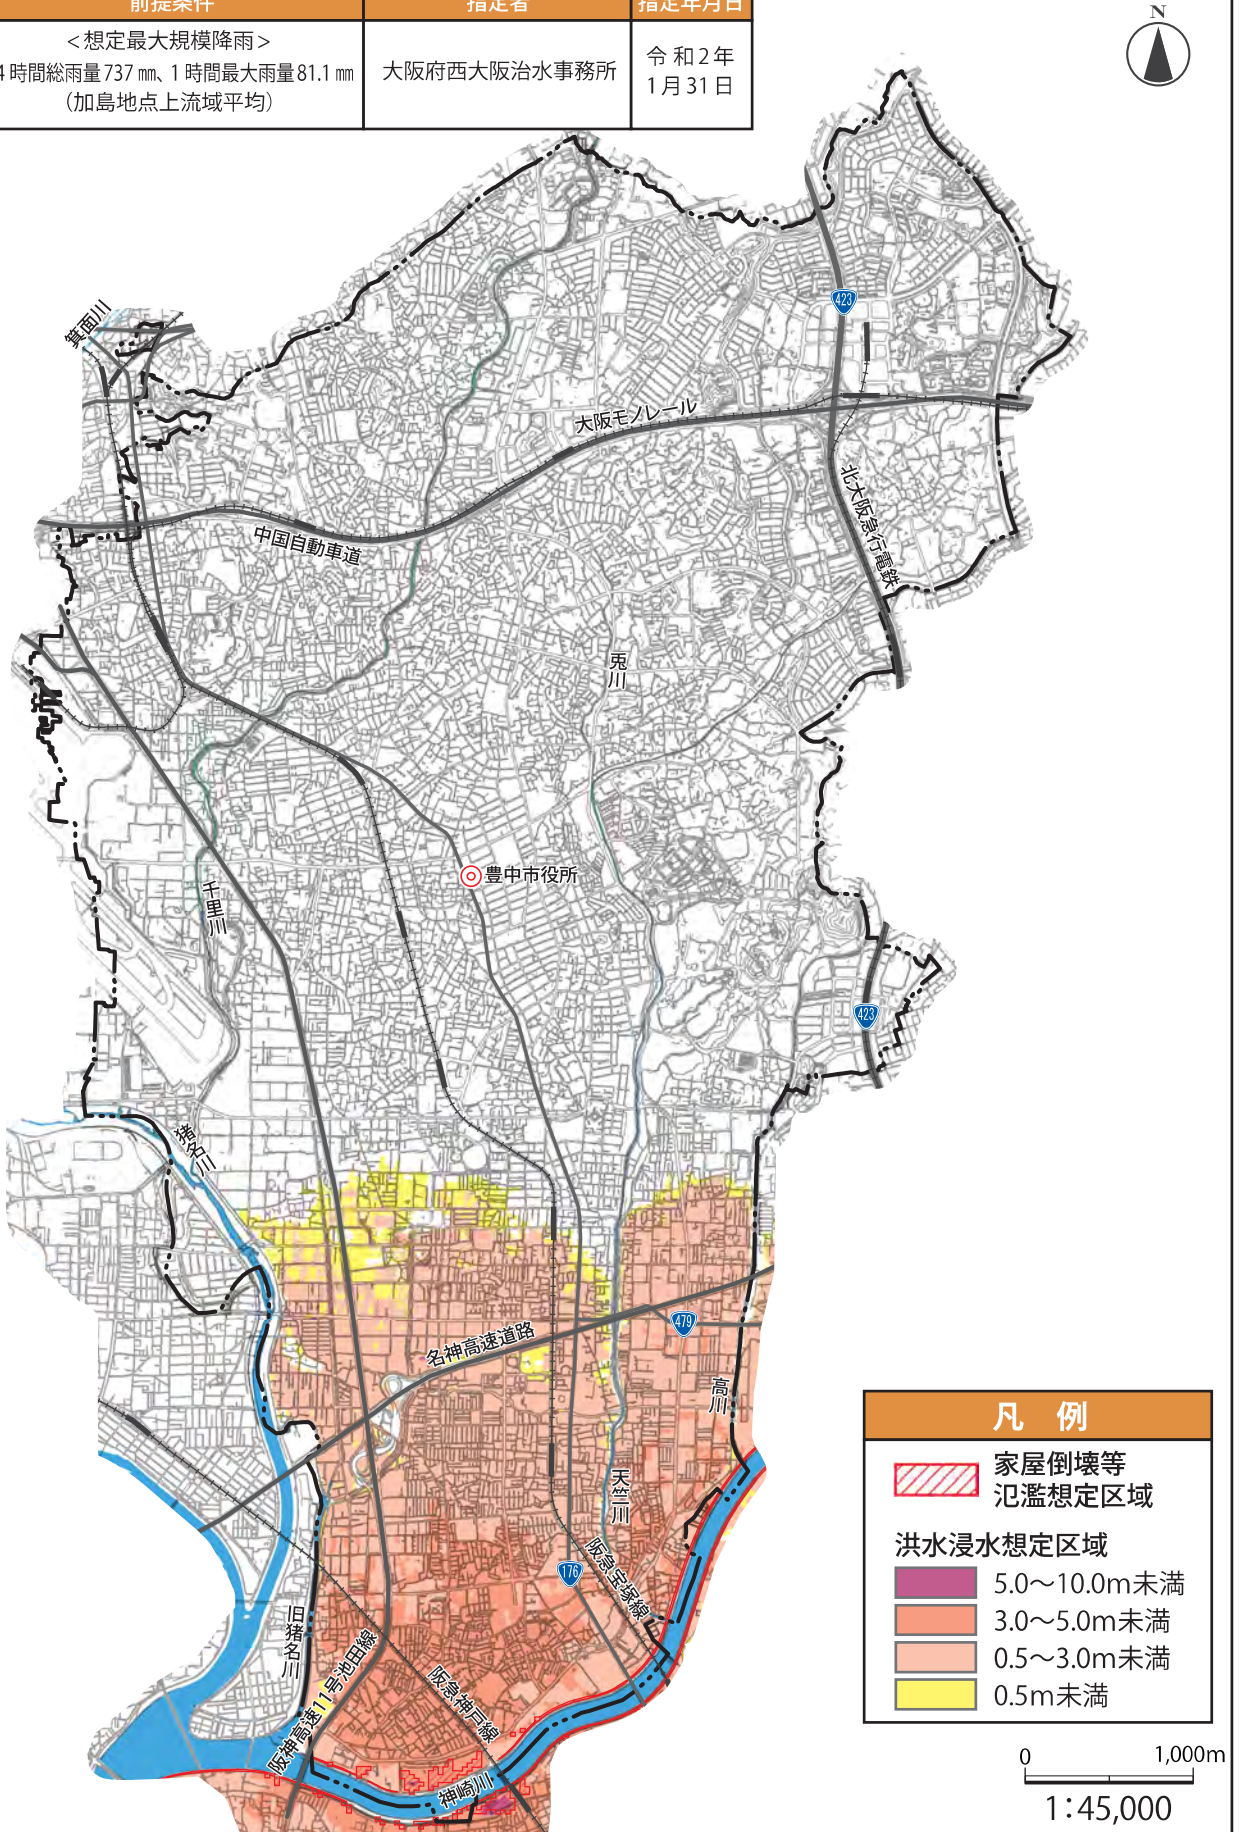 前提条件
指定者
指定年月日
＜想定最大規模降雨＞
4時間総雨量737㎜、1時間最大雨量81.1㎜
（加島地点上流域平均）
大阪府西大阪治水事務所
令和2年
1月31日
N
箕面川
423
大阪モノレール
北大阪急行電鉄
中国自動車道
兎川
豊中市役所
千里川
423
猪名川
479
名神高速道路
高川
天竺川
阪急宝塚線
176
旧猪名川
阪神高速11号池田線
阪急神戸線
神崎川
凡 例
家屋倒壊等
氾濫想定区域
洪水浸水想定区域
5.0～10.0m未満
3.0～5.0m未満
0.5～3.0m未満
0.5m未満
0 1,000m
1：45,000